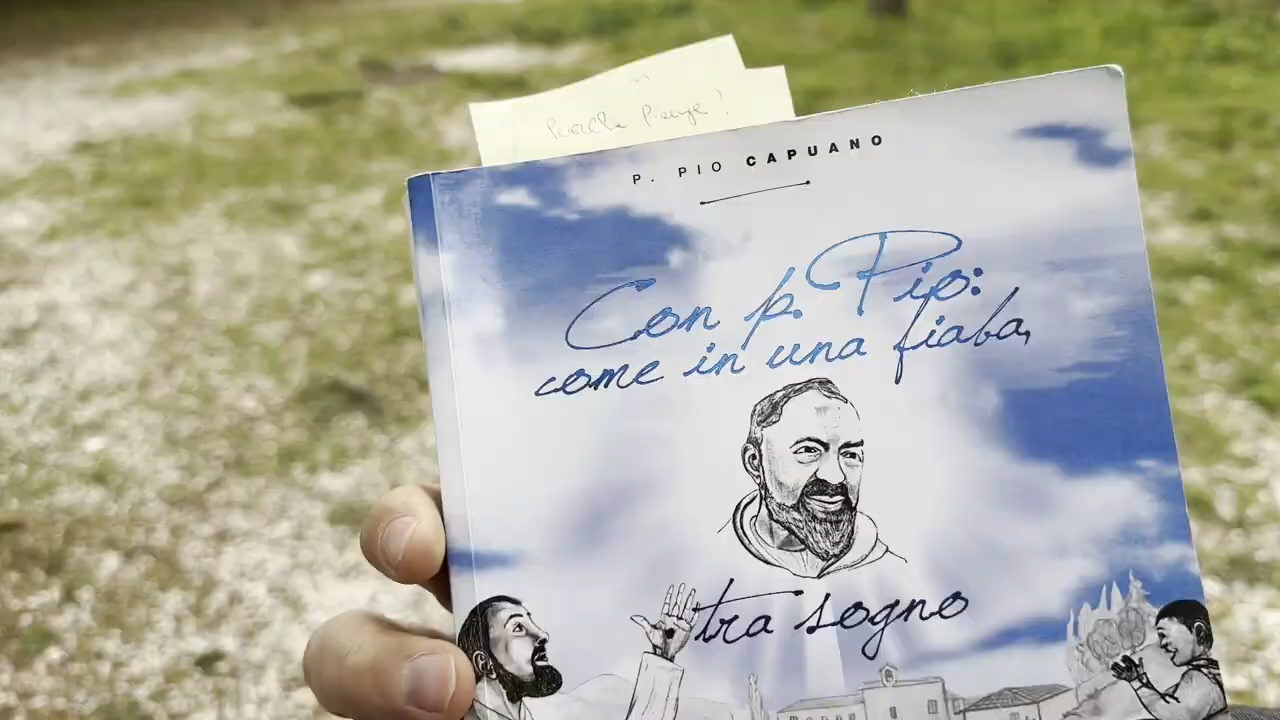 P. PIO CAPUANO
Con p. Pio:
come in una fiaba,
tra sogno